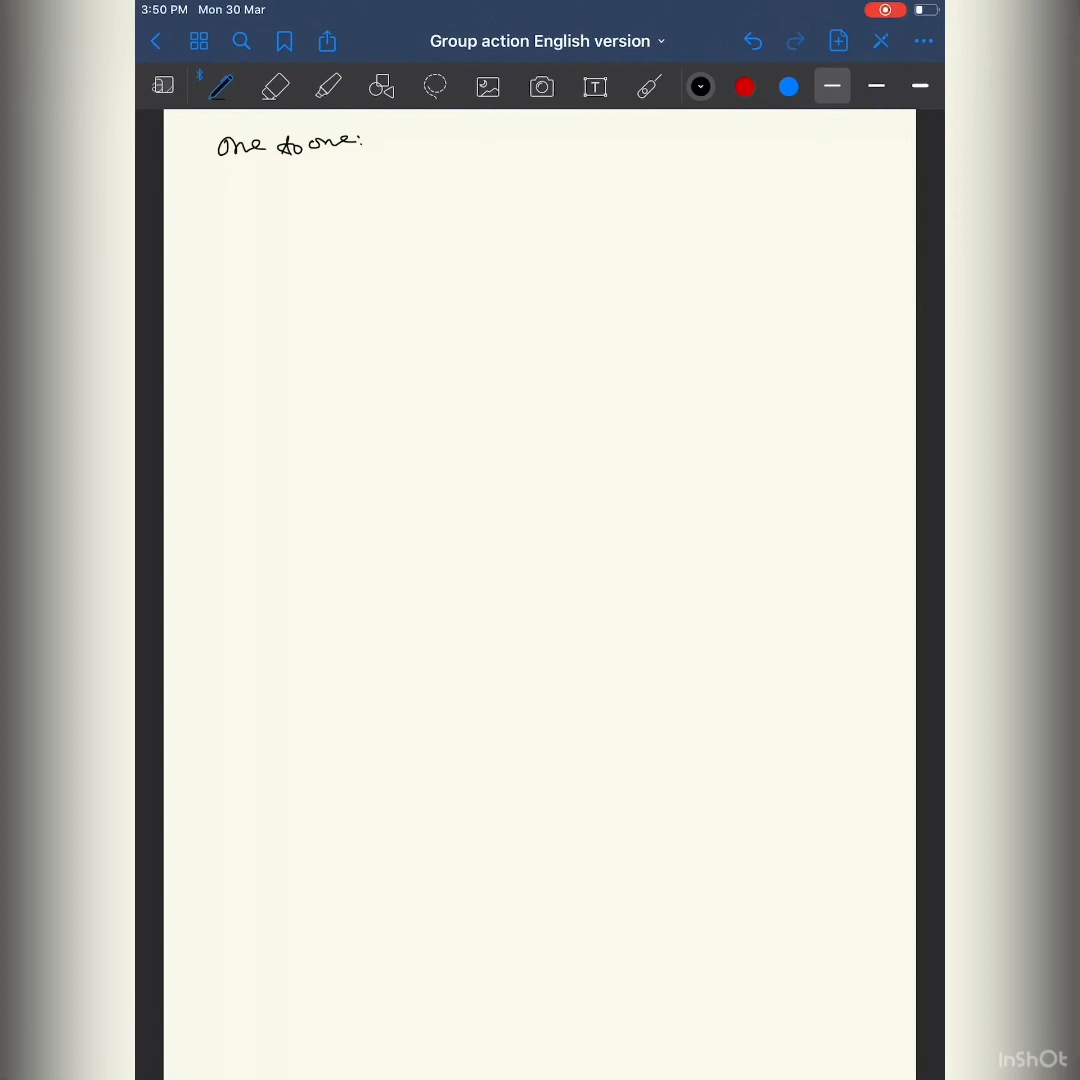 3:50 PM Mon 30 Mar
Group action English version
T
One to one:
InShOt